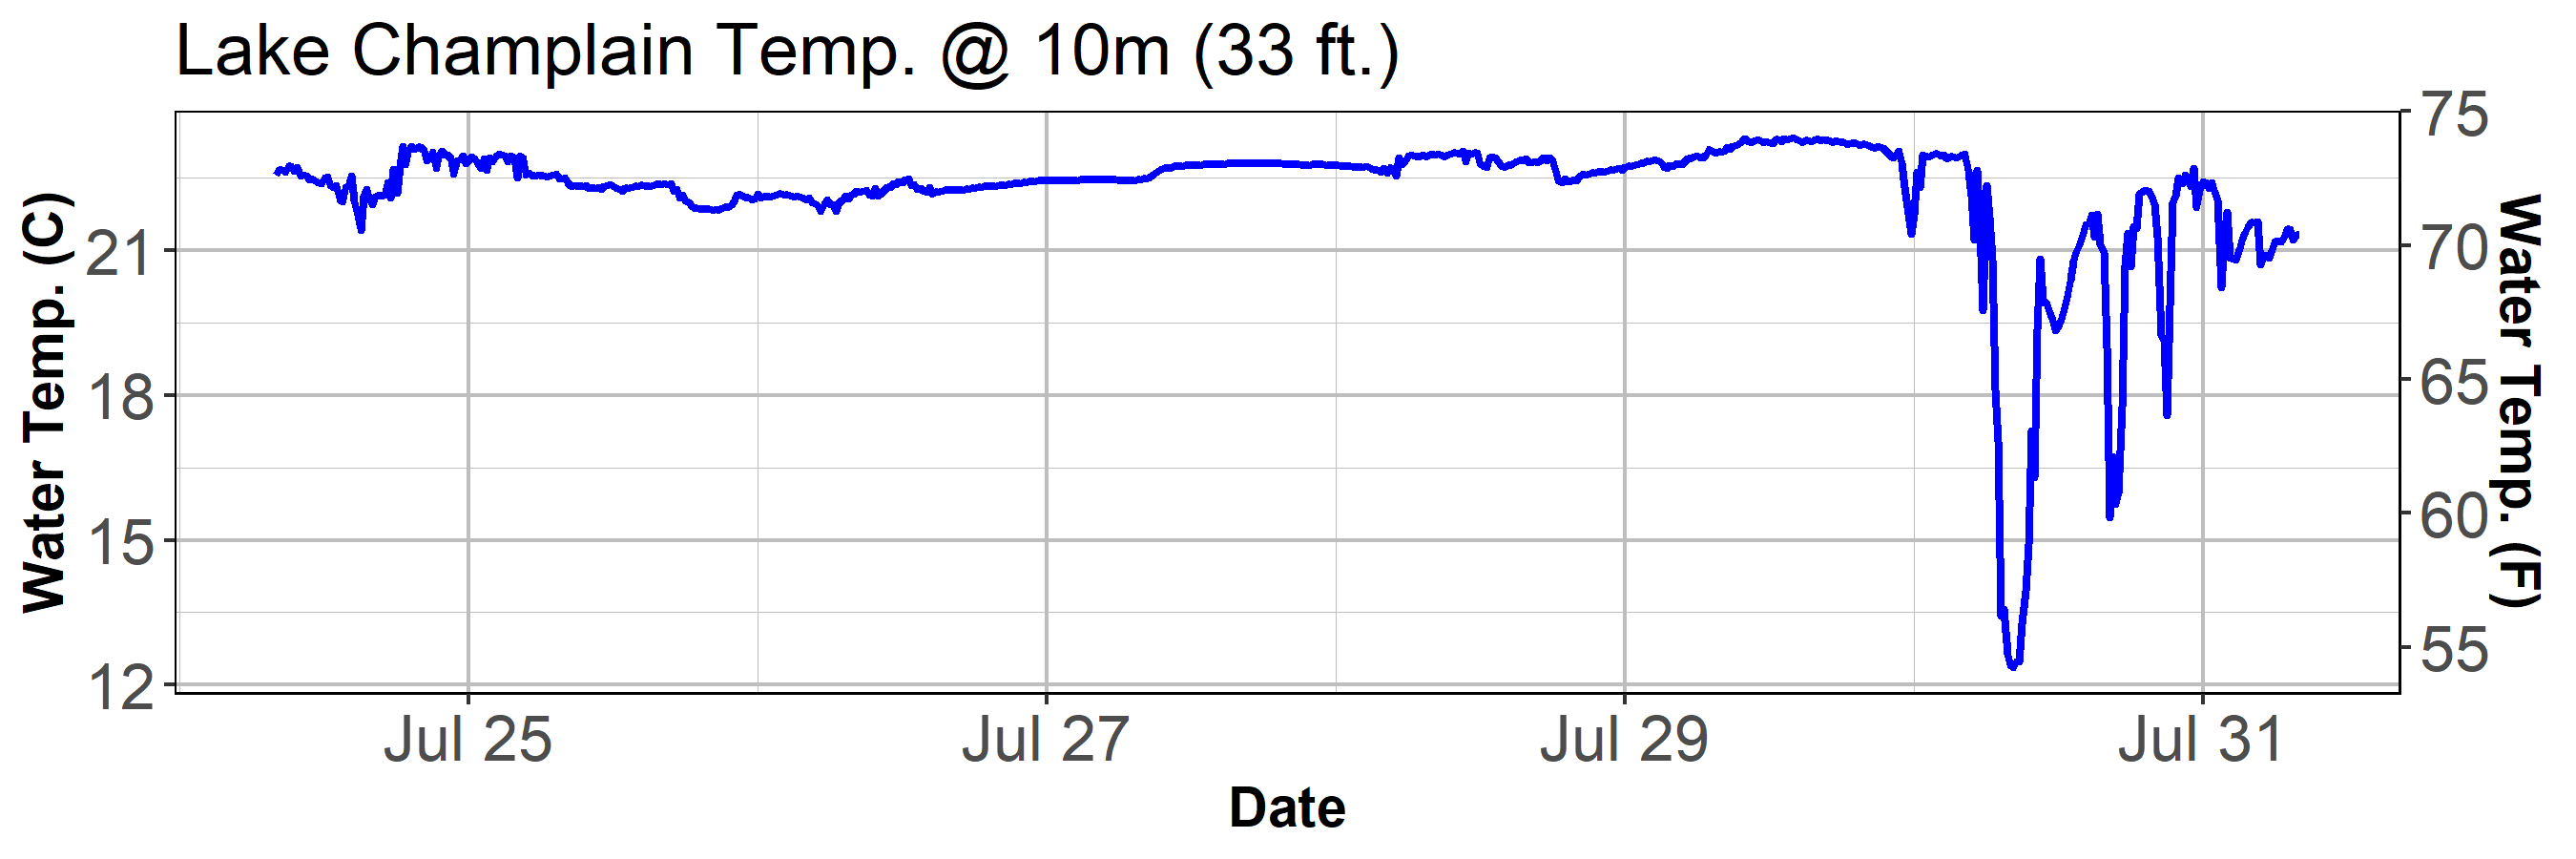 Lake Champlain Temp. @ 10m (33 ft.)
Water Temp. (C)
21
18
15
12
75
70
65
60
55
Water Temp. (F)
Jul 25
Jul 27
Jul 29
Jul 31
Date